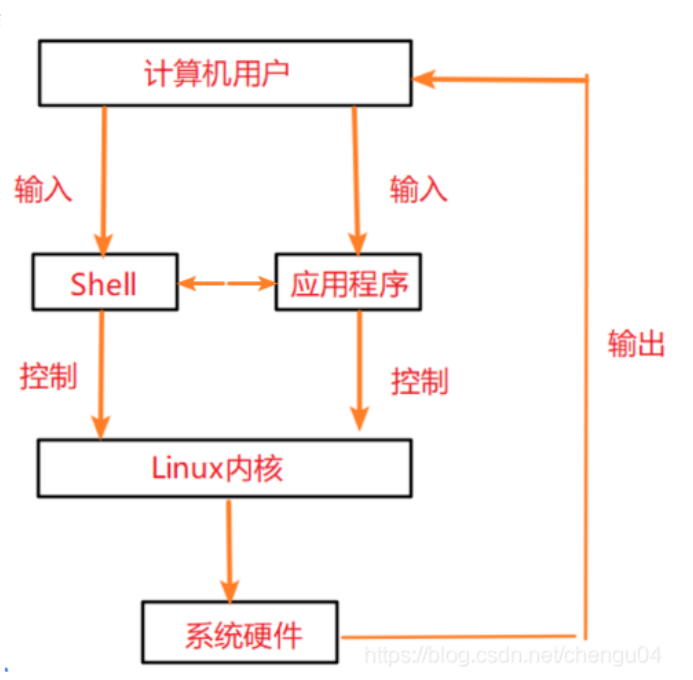 计算机用户
输入
输入
Shell
应用程序
输出
控制
控制
Linux内核
系统硬件
https://blog.csdn.net/chengu04